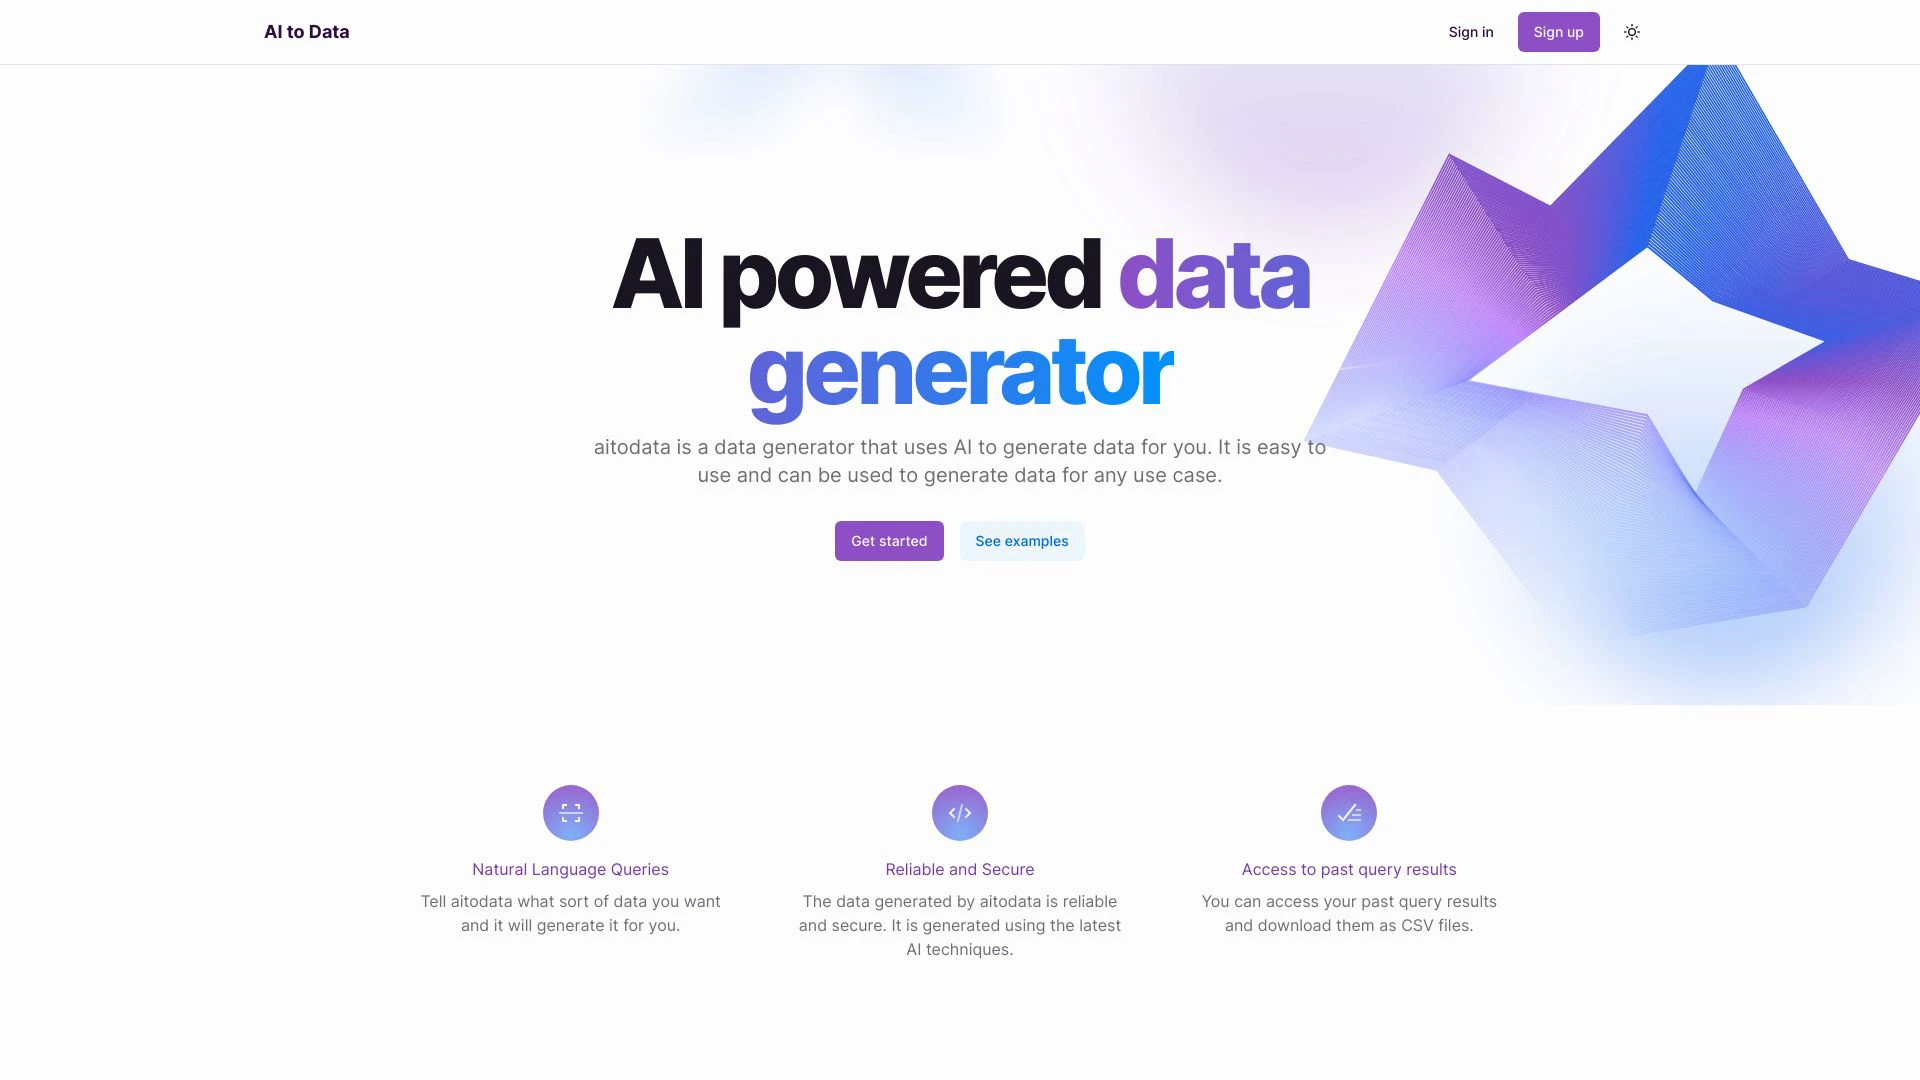 AI to Data
Sign in
Sign up
AI powered data
generator
aitodata is a data generator that uses AI to generate data for you. It is easy to
use and can be used to generate data for any use case.
Get started
See examples
Natural Language Queries
Tell aitodata what sort of data you want
and it will generate it for you.
Reliable and Secure
The data generated by aitodata is reliable
and secure. It is generated using the latest
AI techniques.
Access to past query results
You can access your past query results
and download them as CSV files.